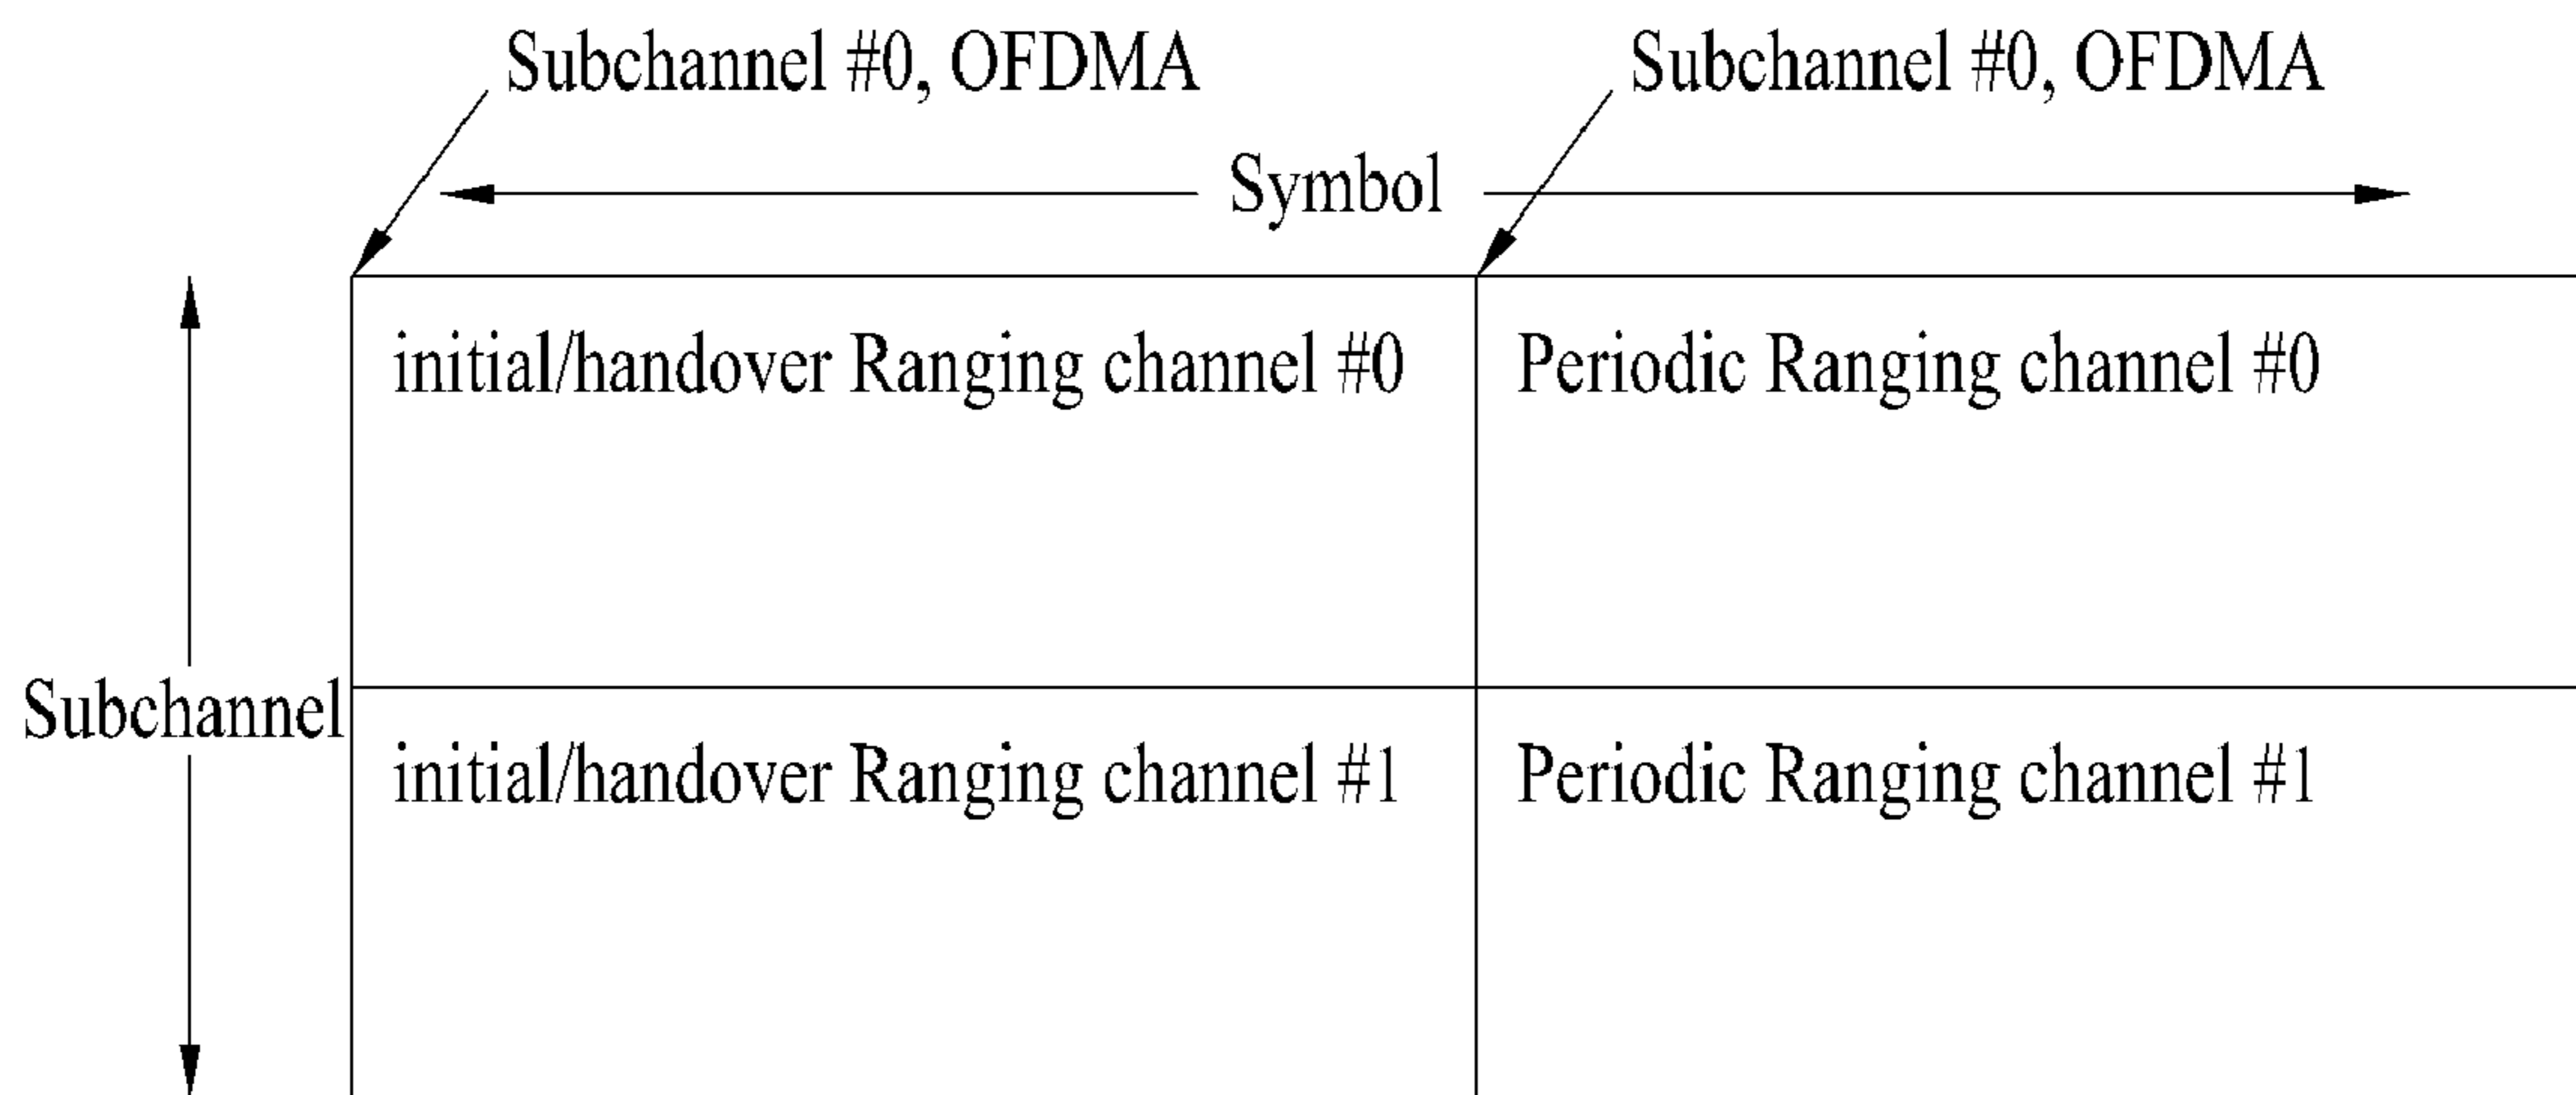 Subchannel #0, OFDMA
Subchannel #0, OFDMA
Symbol
initial/handover Ranging channel #0
Periodic Ranging channel #0
Subchannel
initial/handover Ranging channel #1
Periodic Ranging channel #1